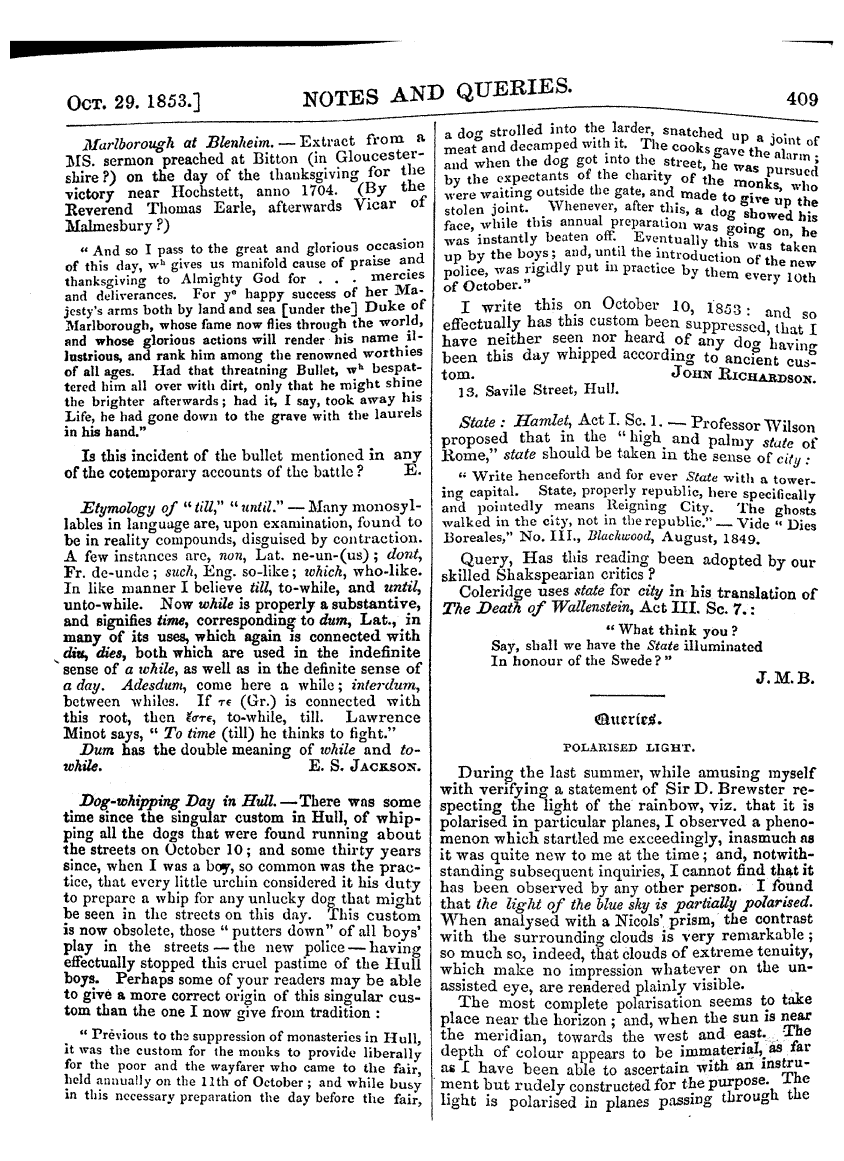 OCT. 29. 1853.] NOTES AND QUERIES. 409
Marlborough at Blenheim. — Extract from a
MS. sermon preached at Bitton (in Gloucester-
shire?) on the day of the thanksgiving for the
victory near Hochstett, anno 1704. (By the
Reverend Thomas Earle, afterwards Vicar of
Malmesbury?)
"And so I pass to the great and glorious occasion
of this day, wʰ gives us manifold cause of praise and
thanksgiving to Almighty God for . . . mercies
and deliverances. For yᵉ happy success of her Ma-
jesty's arms both by land and sea [under the] Duke of
Marlborough, whose fame now flies through the world,
and whose glorious actions will render his name il-
lustrious, and rank him among the renowned worthies
of all ages. Had that threatning Bullet, wʰ bespat-
tered him all over with dirt, only that he might shine
the brighter afterwards; had it, I say, took away his
Life, he had gone down to the grave with the laurels
in his hand."
Is this incident of the bullet mentioned in any
of the cotemporary accounts of the battle? E.
Etymology of "till," "until." — Many monosyl-
lables in language are, upon examination, found to
be in reality compounds, disguised by contraction.
A few instances are, non, Lat. ne-un-(us); dont,
Fr. de-unde; such, Eng. so-like; which, who-like.
In like manner I believe till, to-while, and until,
unto-while. Now while is properly a substantive,
and signifies time, corresponding to dum, Lat., in
many of its uses, which again is connected with
diu, dies, both which are used in the indefinite
sense of a while, as well as in the definite sense of
a day. Adesdum, come here a while; interdum,
between whiles. If τε (Gr.) is connected with
this root, then ἔστε, to-while, till. Lawrence
Minot says, "To time (till) he thinks to fight."
Dum has the double meaning of while and to-
while. E. S. JACKSON.
Dog-whipping Day in Hull. — There was some
time since the singular custom in Hull, of whip-
ping all the dogs that were found running about
the streets on October 10; and some thirty years
since, when I was a boy, so common was the prac-
tice, that every little urchin considered it his duty
to prepare a whip for any unlucky dog that might
be seen in the streets on this day. This custom
is now obsolete, those "putters down" of all boys'
play in the streets — the new police — having
effectually stopped this cruel pastime of the Hull
boys. Perhaps some of your readers may be able
to give a more correct origin of this singular cus-
tom than the one I now give from tradition:
"Previous to the suppression of monasteries in Hull,
it was the custom for the monks to provide liberally
for the poor and the wayfarer who came to the fair,
held annually on the 11th of October; and while busy
in this necessary preparation the day before the fair,
a dog strolled into the larder, snatched up a joint of
meat and decamped with it. The cooks gave the alarm;
and when the dog got into the street, he was pursued
by the expectants of the charity of the monks, who
were waiting outside the gate, and made to give up the
stolen joint. Whenever, after this, a dog showed his
face, while this annual preparation was going on, he
was instantly beaten off. Eventually this was taken
up by the boys; and, until the introduction of the new
police, was rigidly put in practice by them every 10th
of October."
I write this on October 10, 1853: and so
effectually has this custom been suppressed, that I
have neither seen nor heard of any dog having
been this day whipped according to ancient cus-
tom. JOHN RICHARDSON.
13. Savile Street, Hull.
State: Hamlet, Act I. Sc. 1. — Professor Wilson
proposed that in the "high and palmy state of
Rome," state should be taken in the sense of city:
"Write henceforth and for ever State with a tower-
ing capital. State, properly republic, here specifically
and pointedly means Reigning City. The ghosts
walked in the city, not in the republic." — Vide "Dies
Boreales," No. III., Blackwood, August, 1849.
Query, Has this reading been adopted by our
skilled Shakspearian critics?
Coleridge uses state for city in his translation of
The Death of Wallenstein, Act III. Sc. 7.:
"What think you?
Say, shall we have the State illuminated
In honour of the Swede?"
J. M. B.
Queries.
POLARISED LIGHT.
During the last summer, while amusing myself
with verifying a statement of Sir D. Brewster re-
specting the light of the rainbow, viz. that it is
polarised in particular planes, I observed a pheno-
menon which startled me exceedingly, inasmuch as
it was quite new to me at the time; and, notwith-
standing subsequent inquiries, I cannot find that it
has been observed by any other person. I found
that the light of the blue sky is partially polarised.
When analysed with a Nicols' prism, the contrast
with the surrounding clouds is very remarkable;
so much so, indeed, that clouds of extreme tenuity,
which make no impression whatever on the un-
assisted eye, are rendered plainly visible.
The most complete polarisation seems to take
place near the horizon; and, when the sun is near
the meridian, towards the west and east. The
depth of colour appears to be immaterial, as far
as I have been able to ascertain with an instru-
ment but rudely constructed for the purpose. The
light is polarised in planes passing through the